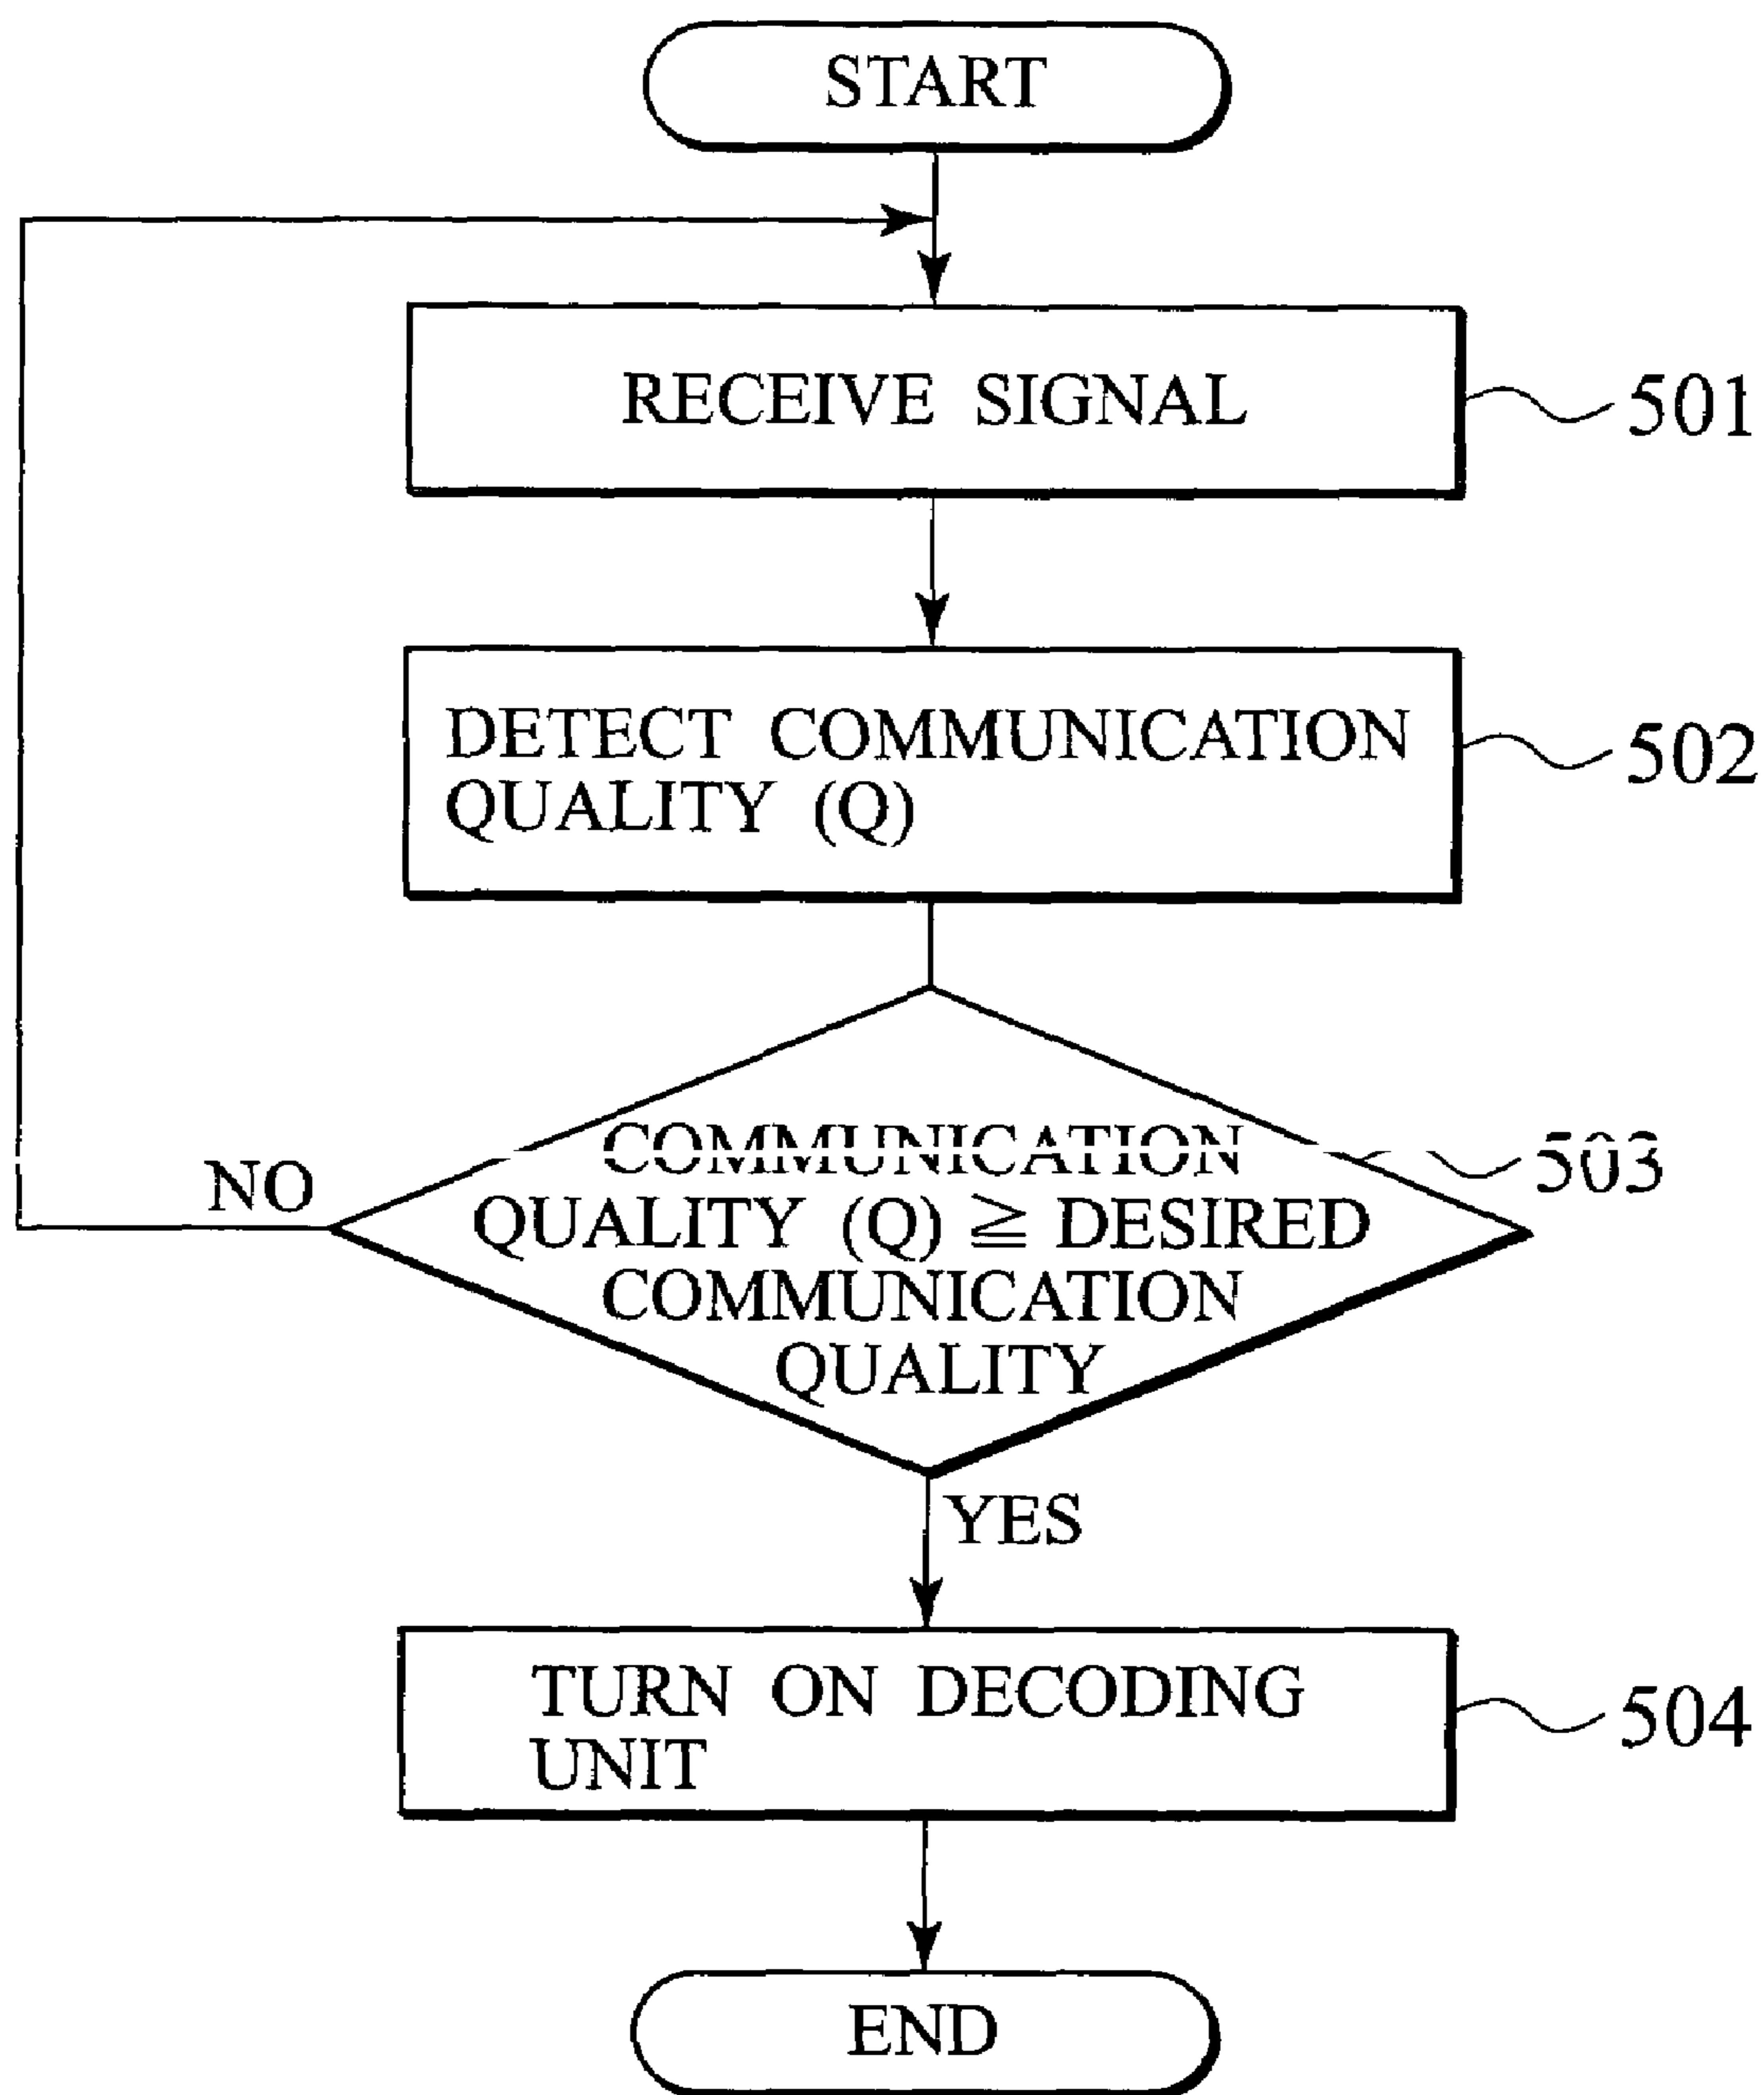 START
RECEIVE SIGNAL
501
DETECT COMMUNICATION
QUALITY (Q)
502
COMMUNICATION
QUALITY (Q) ≧ DESIRED
COMMUNICATION
QUALITY
503
NO
YES
TURN ON DECODING
UNIT
504
END